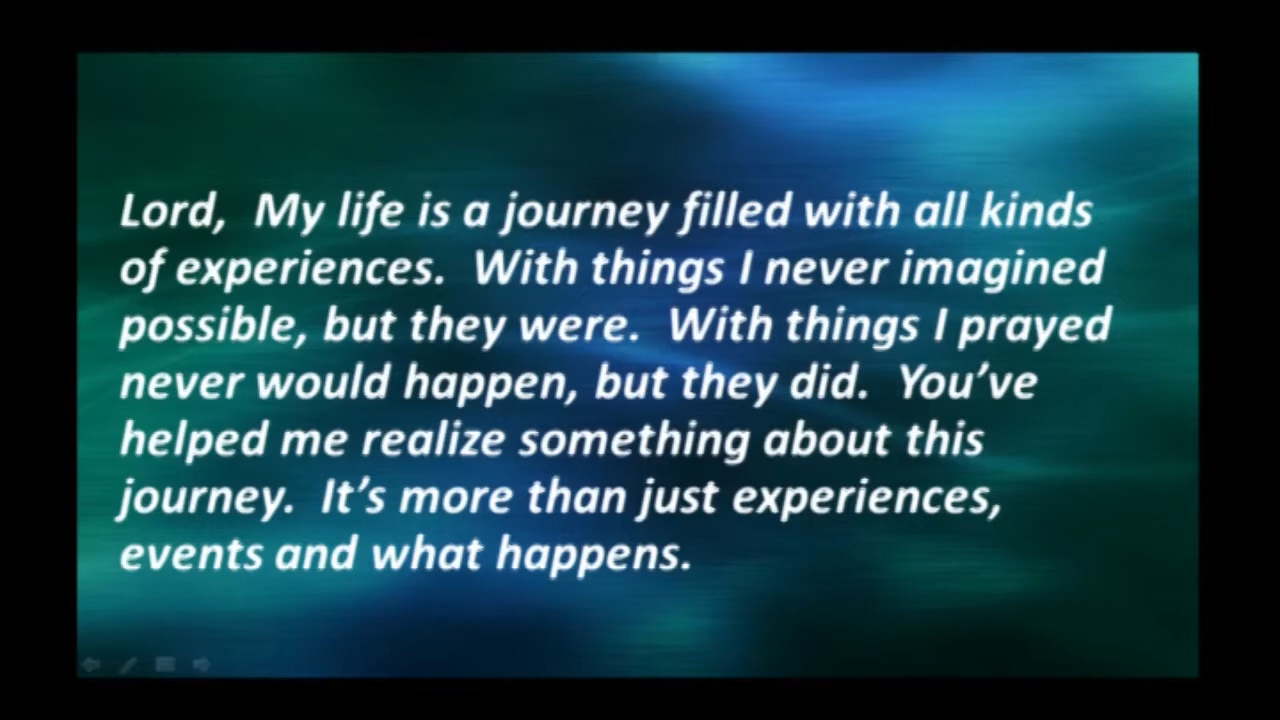 Lord,  My life is a journey filled with all kinds
of experiences.  With things I never imagined
possible, but they were.  With things I prayed
never would happen, but they did.  You’ve
helped me realize something about this
journey.  It’s more than just experiences,
events and what happens.